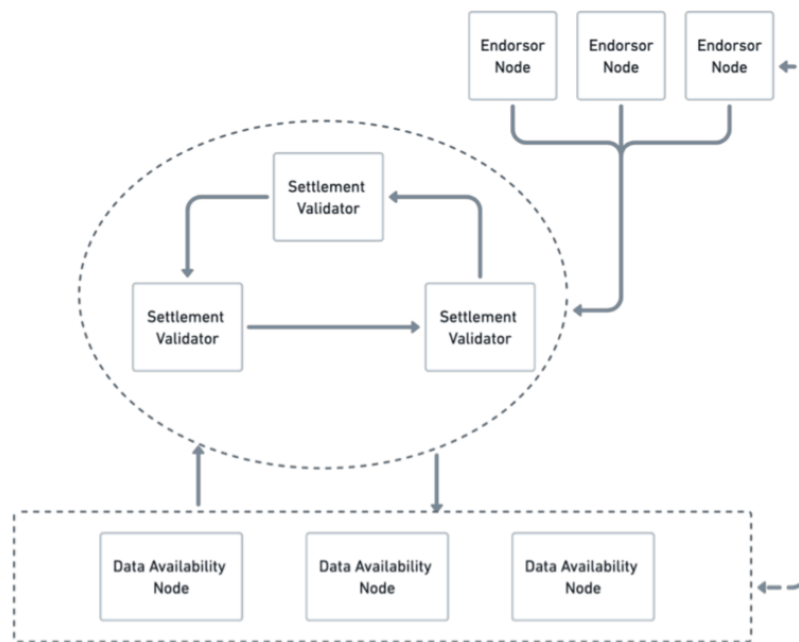 Endorsor
Node
Endorsor
Node
Endorsor
Node
Settlement
Validator
Settlement
Validator
Settlement
Validator
Data Availability
Node
Data Availability
Node
Data Availability
Node